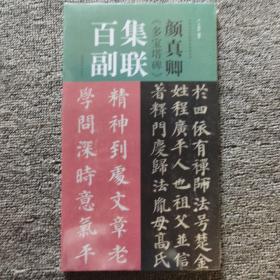 颜真卿
《多宝塔碑》
集联
百副
於四依有禅師法号楚金
姓程廣平人也祖父並信
著釋門慶歸法胤母高氏
精神到處文章老
學問深時意氣平